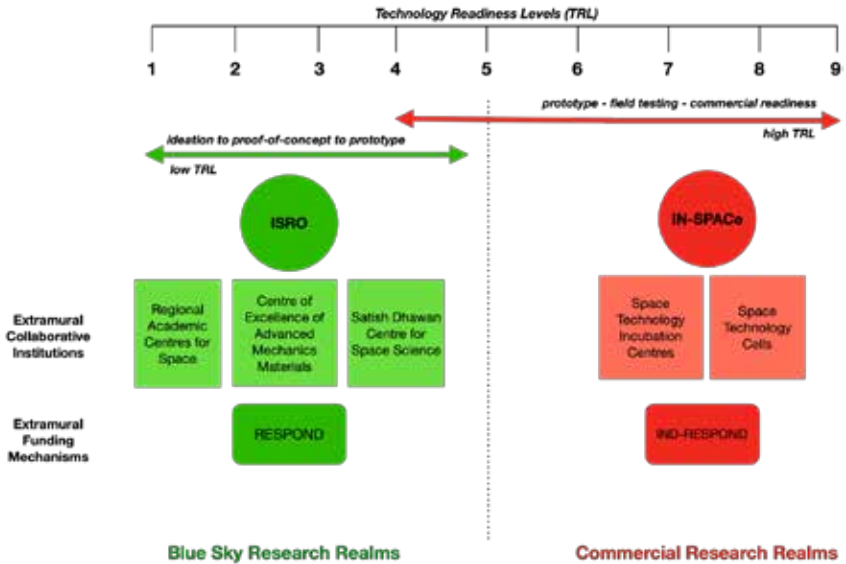 Technology Readiness Levels (TRL)
1 2 3 4 5 6 7 8 9
prototype - field testing - commercial readiness
high TRL
ideation to proof-of-concept to prototype
low TRL
ISRO
IN-SPACe
Extramural
Collaborative
Institutions
Regional
Academic
Centres for
Space
Centre of
Excellence of
Advanced
Mechanics
Materials
Satish Dhawan
Centre for
Space Science
Space
Technology
Incubation
Centres
Space
Technology
Cells
Extramural
Funding
Mechanisms
RESPOND
IND-RESPOND
Blue Sky Research Realms
Commercial Research Realms